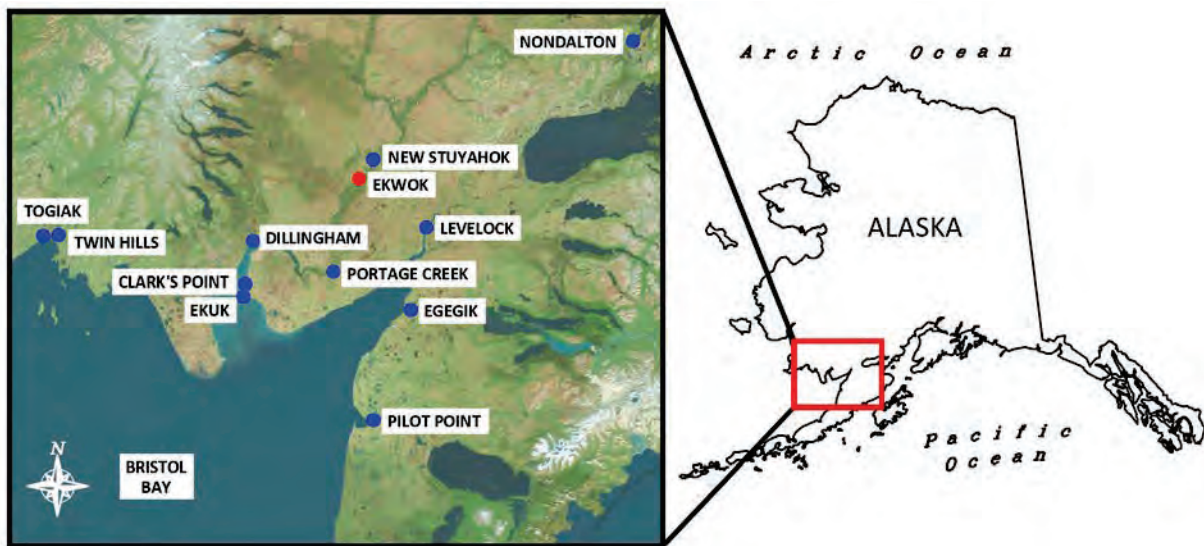 NONDALTON
NEW STUYAHOK
EKWOK
TOGIAK
TWIN HILLS
DILLINGHAM
LEVELOCK
CLARK'S POINT
PORTAGE CREEK
EKUK
EGEGIK
PILOT POINT
N
BRISTOL
BAY
Arctic Ocean
ALASKA
Pacific
Ocean